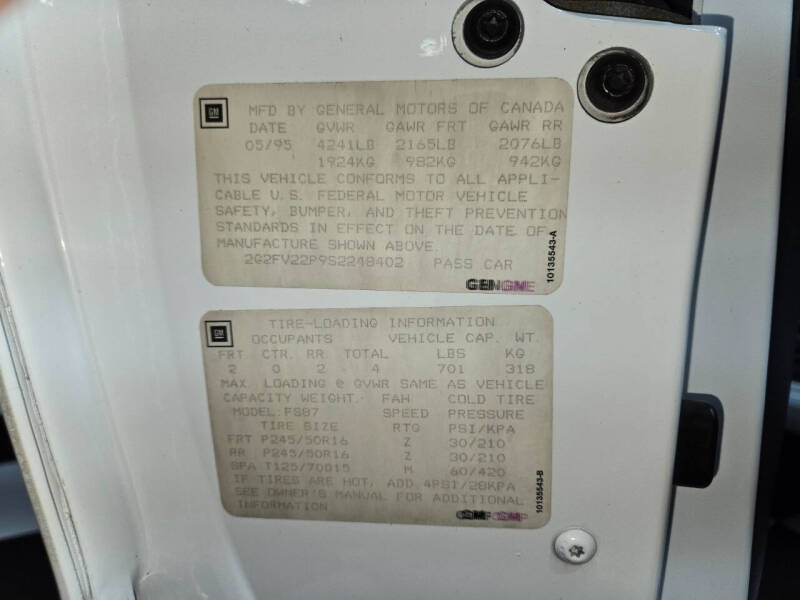 GM
MFD BY GENERAL MOTORS OF CANADA
DATE GVWR GAWR FRT GAWR RR
05/95 4241LB 2165LB 2076LB
1924KG 982KG 942KG
THIS VEHICLE CONFORMS TO ALL APPLI-
CABLE U.S. FEDERAL MOTOR VEHICLE
SAFETY, BUMPER, AND THEFT PREVENTION
STANDARDS IN EFFECT ON THE DATE OF
MANUFACTURE SHOWN ABOVE.
2G2FV22P9S2248402 PASS CAR
10135543-A
GM
TIRE-LOADING INFORMATION
OCCUPANTS VEHICLE CAP. WT.
FRT CTR. RR. TOTAL LBS KG
2 0 2 4 701 318
MAX. LOADING @ GVWR SAME AS VEHICLE
CAPACITY WEIGHT. FAH COLD TIRE
MODEL:FS87 SPEED PRESSURE
TIRE SIZE RTG PSI/KPA
FRT P245/50R16 Z 30/210
RR P245/50R16 Z 30/210
SPA T125/70D15 M 60/420
IF TIRES ARE HOT, ADD 4PSI/28KPA
SEE OWNER'S MANUAL FOR ADDITIONAL
INFORMATION
10135543-B